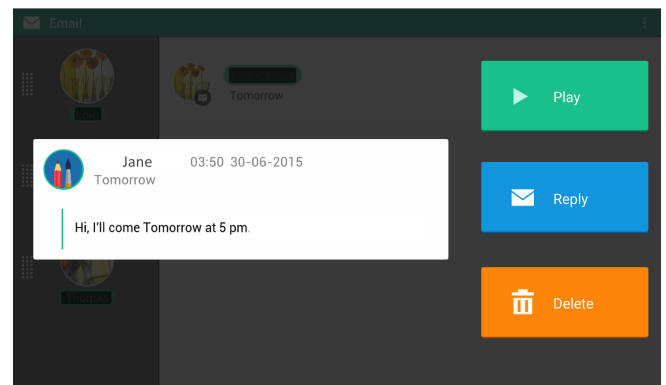 Email
Tomorrow
Play
Jane 03:50 30-06-2015
Tomorrow
Reply
Hi, I'll come Tomorrow at 5 pm.
Thomas
Delete